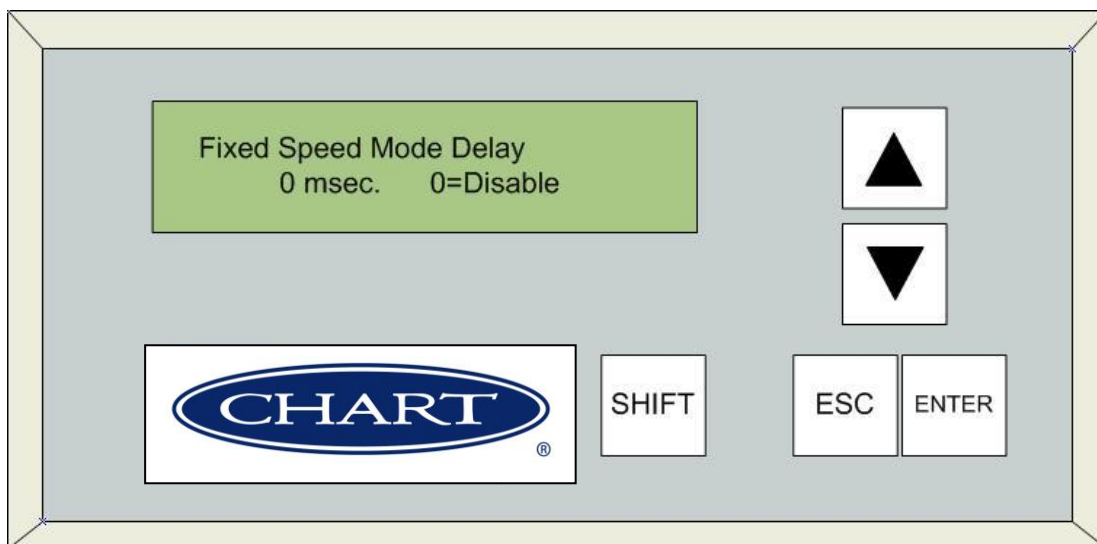 Fixed Speed Mode Delay
0 msec. 0=Disable
CHART
®
SHIFT
ESC
ENTER